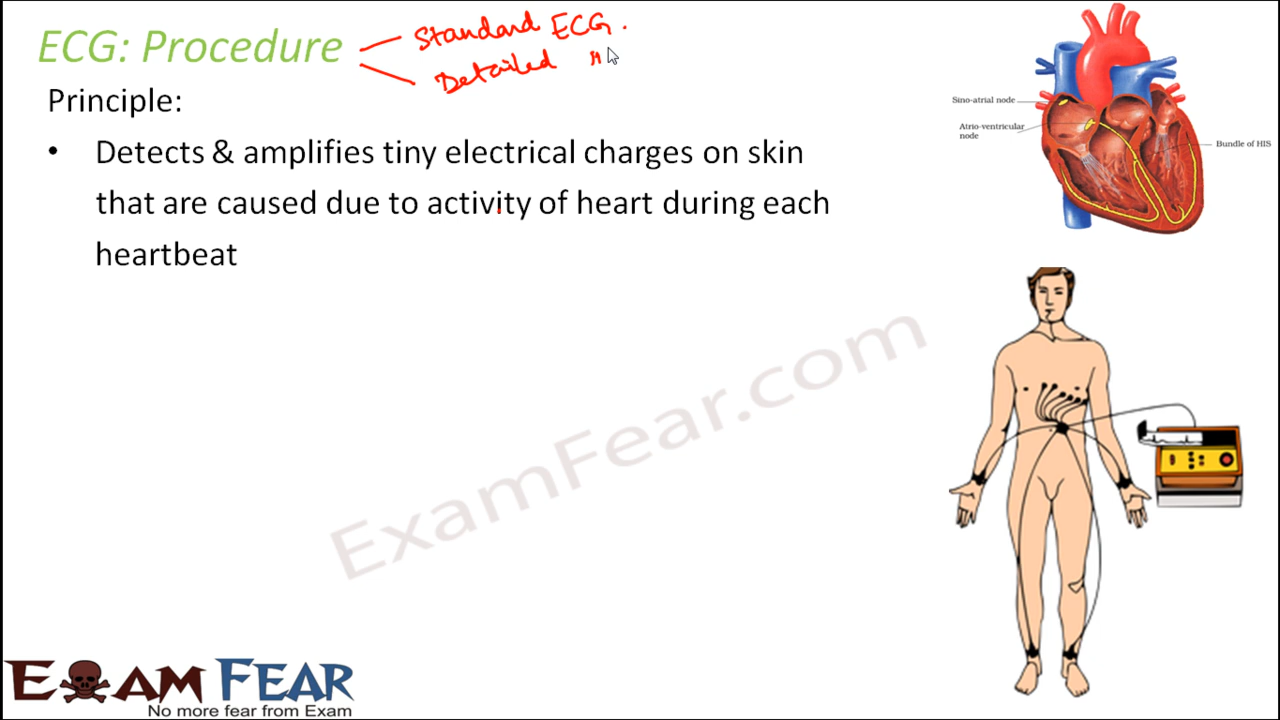 ECG: Procedure
Standard ECG.
Detailed "
Principle:
• Detects & amplifies tiny electrical charges on skin
that are caused due to activity of heart during each
heartbeat
Sino-atrial node
Atrio-ventricular
node
Bundle of HIS
ExamFear.com
EXAM FEAR
No more fear from Exam